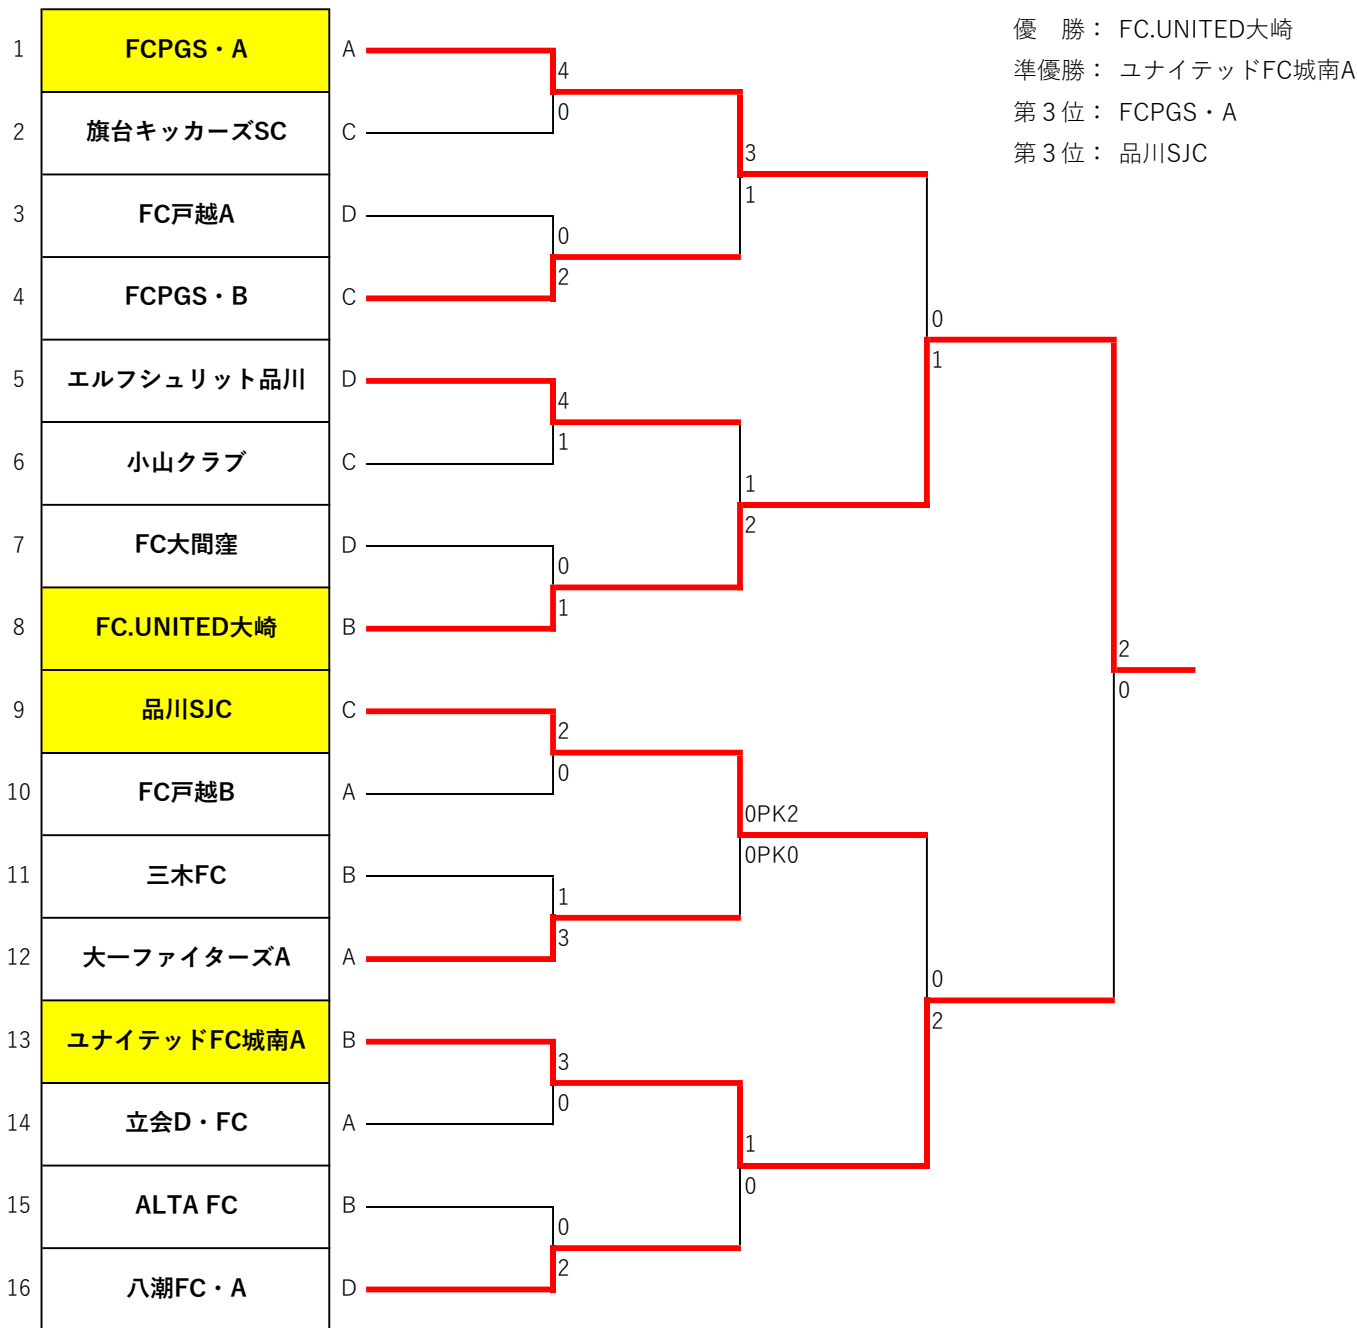 優　勝： FC.UNITED大崎
準優勝： ユナイテッドFC城南A
第３位： FCPGS・A
第３位： 品川SJC
1 FCPGS・A A
4
0
2 旗台キッカーズSC C
3
1
3 FC戸越A D
0
2
4 FCPGS・B C
0
1
5 エルフシュリット品川 D
4
1
6 小山クラブ C
1
2
7 FC大間窪 D
0
1
8 FC.UNITED大崎 B
2
0
9 品川SJC C
2
0
10 FC戸越B A
0PK2
0PK0
11 三木FC B
1
3
12 大一ファイターズA A
0
2
13 ユナイテッドFC城南A B
3
0
14 立会D・FC A
1
0
15 ALTA FC B
0
2
16 八潮FC・A D